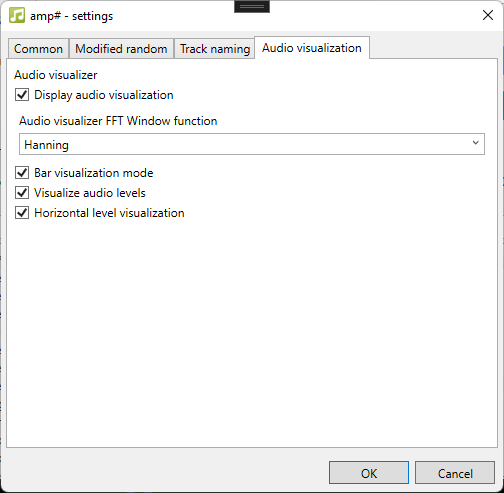 amp# - settings
Common Modified random Track naming Audio visualization
Audio visualizer
Display audio visualization
Audio visualizer FFT Window function
Hanning
Bar visualization mode
Visualize audio levels
Horizontal level visualization
OK Cancel